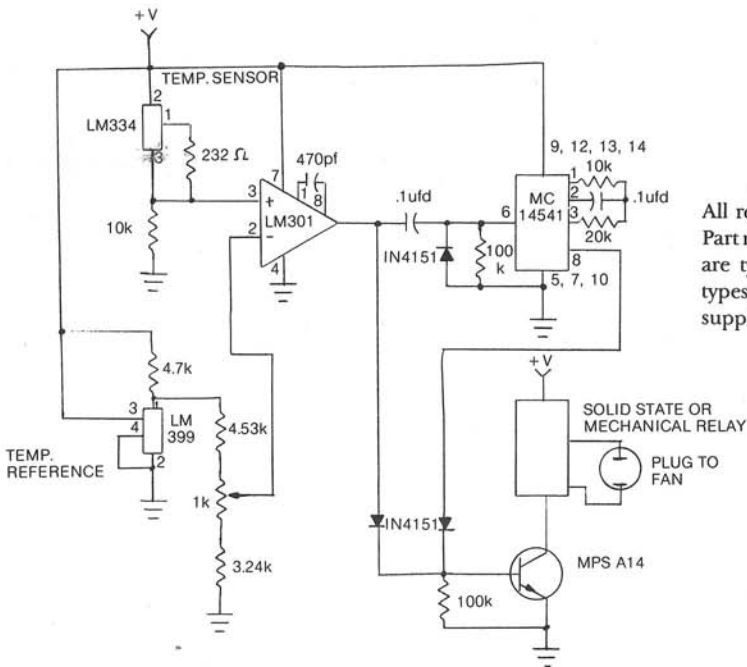 +V
TEMP. SENSOR
2
1
LM334
3
232 Ω
470pf
9, 12, 13, 14
10k
7
1
8
3
+
LM301
2
−
4
.1ufd
6
MC
14541
1
2
3
8
.1ufd
20k
10k
IN4151
100
k
5, 7, 10
All re
Part n
are ty
types
supp
+V
4.7k
3
1
4
LM
399
2
4.53k
TEMP.
REFERENCE
1k
SOLID STATE OR
MECHANICAL RELAY
PLUG TO
FAN
IN4151
3.24k
MPS A14
100k